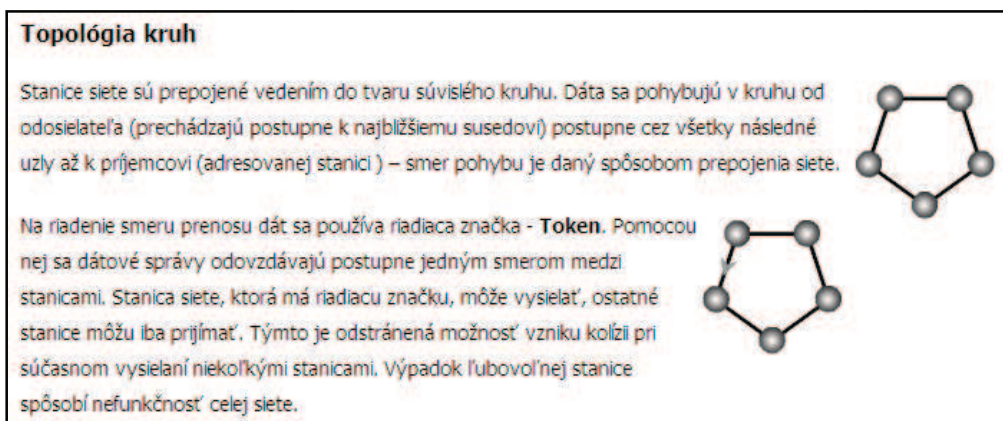 Topológia kruh
Stanice siete sú prepojené vedením do tvaru súvislého kruhu. Dáta sa pohybujú v kruhu od
odosielateľa (prechádzajú postupne k najbližšiemu susedovi) postupne cez všetky následné
uzly až k príjemcovi (adresovanej stanici ) – smer pohybu je daný spôsobom prepojenia siete.
Na riadenie smeru prenosu dát sa používa riadiaca značka - Token. Pomocou
nej sa dátové správy odovzdávajú postupne jedným smerom medzi
stanicami. Stanica siete, ktorá má riadiacu značku, môže vysielať, ostatné
stanice môžu iba prijímať. Týmto je odstránená možnosť vzniku kolízii pri
súčasnom vysielaní niekoľkými stanicami. Výpadok ľubovoľnej stanice
spôsobí nefunkčnosť celej siete.